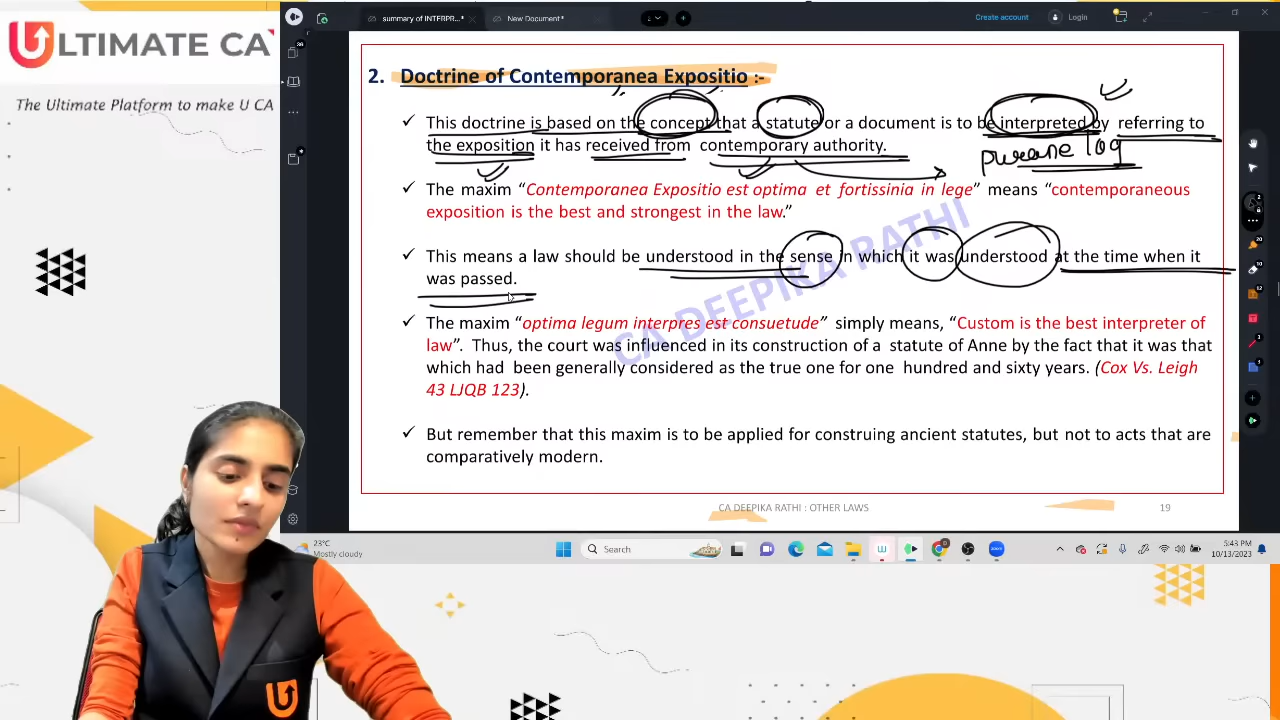 ULTIMATE CA
The Ultimate Platform to make U CA
summary of INTERPR...*
New Document*
Create account
Login
2. Doctrine of Contemporanea Expositio :-
✓ This doctrine is based on the concept that a statute or a document is to be interpreted by referring to
the exposition it has received from contemporary authority.
purane log
✓ The maxim “Contemporanea Expositio est optima et fortissinia in lege” means “contemporaneous
exposition is the best and strongest in the law.”
✓ This means a law should be understood in the sense in which it was understood at the time when it
was passed.
✓ The maxim “optima legum interpres est consuetude” simply means, “Custom is the best interpreter of
law”. Thus, the court was influenced in its construction of a statute of Anne by the fact that it was that
which had been generally considered as the true one for one hundred and sixty years. (Cox Vs. Leigh
43 LJQB 123).
✓ But remember that this maxim is to be applied for construing ancient statutes, but not to acts that are
comparatively modern.
CA DEEPIKA RATHI
CA DEEPIKA RATHI : OTHER LAWS
19
23°C
Mostly cloudy
Search
5:43 PM
10/13/2023